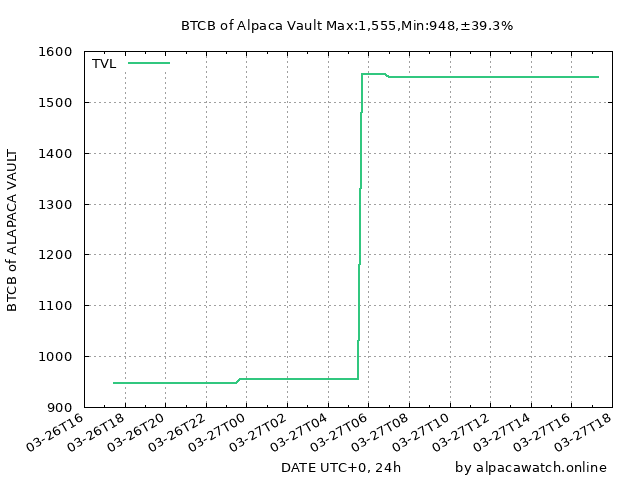 BTCB of Alpaca Vault Max:1,555,Min:948,±39.3%
TVL
1600
1500
1400
1300
1200
1100
1000
900
BTCB of ALAPACA VAULT
03-26T16
03-26T18
03-26T20
03-26T22
03-27T00
03-27T02
03-27T04
03-27T06
03-27T08
03-27T10
03-27T12
03-27T14
03-27T16
03-27T18
DATE UTC+0, 24h
by alpacawatch.online